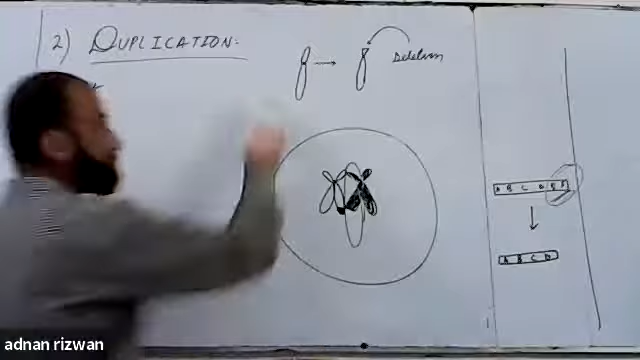 2) DUPLICATION:
Deletion
A B C D E F
A B C D
adnan rizwan